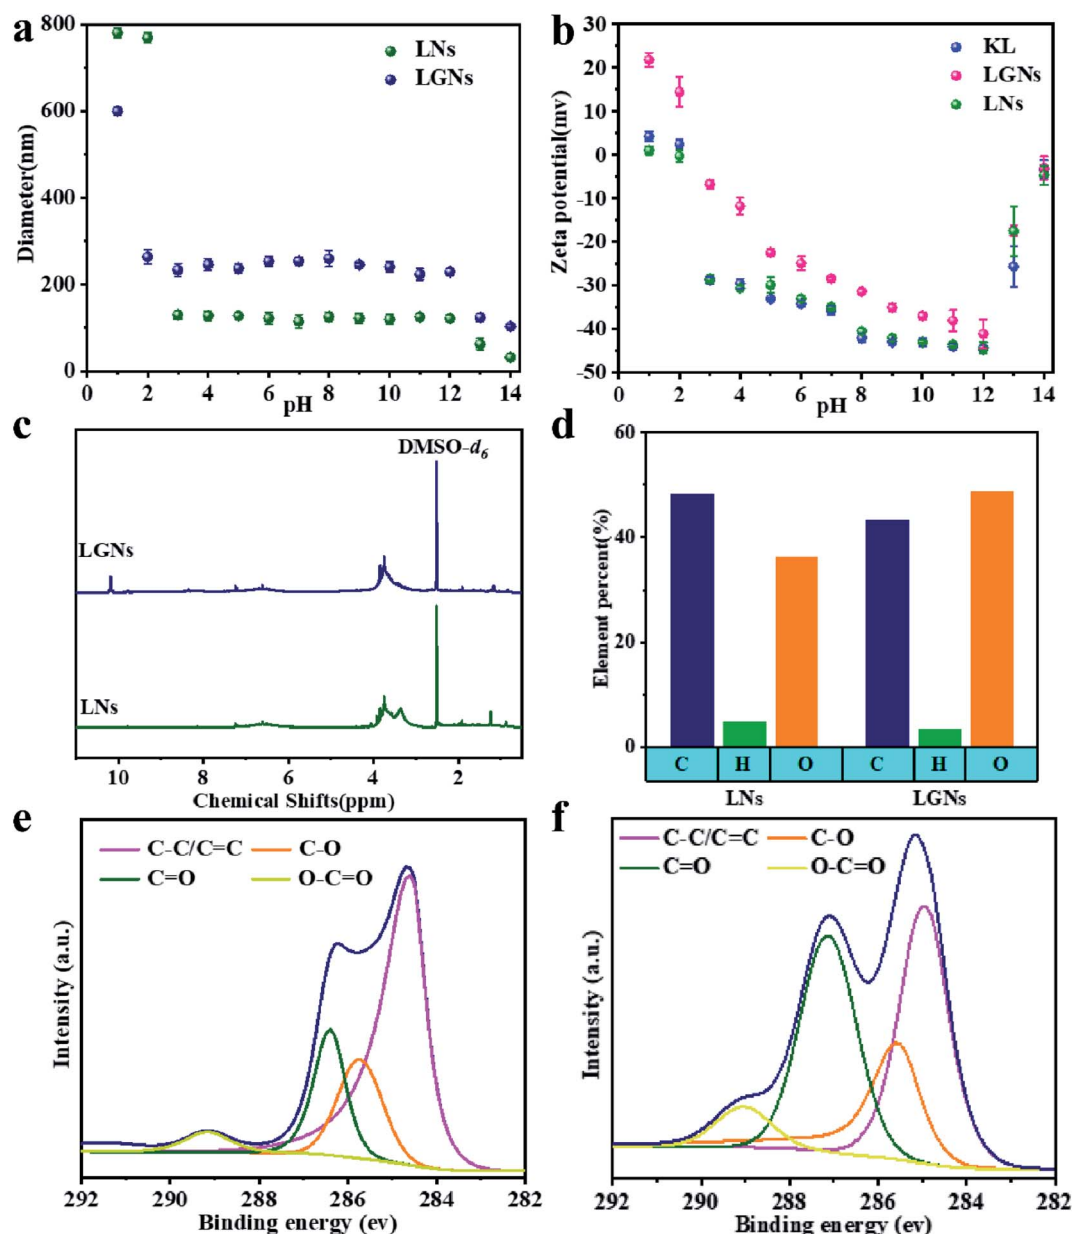 a
800
600
400
200
0
Diameter(nm)
LNs
LGNs
0 2 4 6 8 10 12 14
pH
b
30
20
10
0
-10
-20
-30
-40
-50
Zeta potential(mv)
KL
LGNs
LNs
0 2 4 6 8 10 12 14
pH
c
DMSO-d6
LGNs
LNs
10 8 6 4 2
Chemical Shifts(ppm)
d
60
40
20
0
Element percent(%)
C H O C H O
LNs LGNs
e
C-C/C=C C-O
C=O O-C=O
Intensity (a.u.)
292 290 288 286 284 282
Binding energy (ev)
f
C-C/C=C C-O
C=O O-C=O
Intensity (a.u.)
292 290 288 286 284 282
Binding energy (ev)